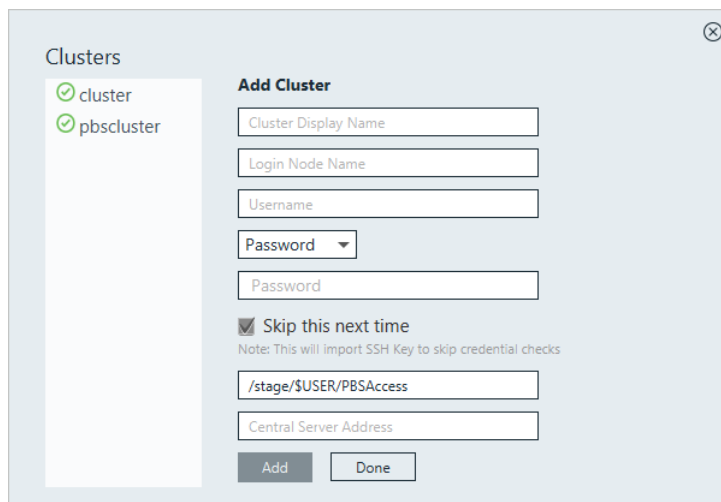 Clusters
cluster
pbscluster
Add Cluster
Cluster Display Name
Login Node Name
Username
Password
Password
Skip this next time
Note: This will import SSH Key to skip credential checks
/stage/$USER/PBSAccess
Central Server Address
Add
Done